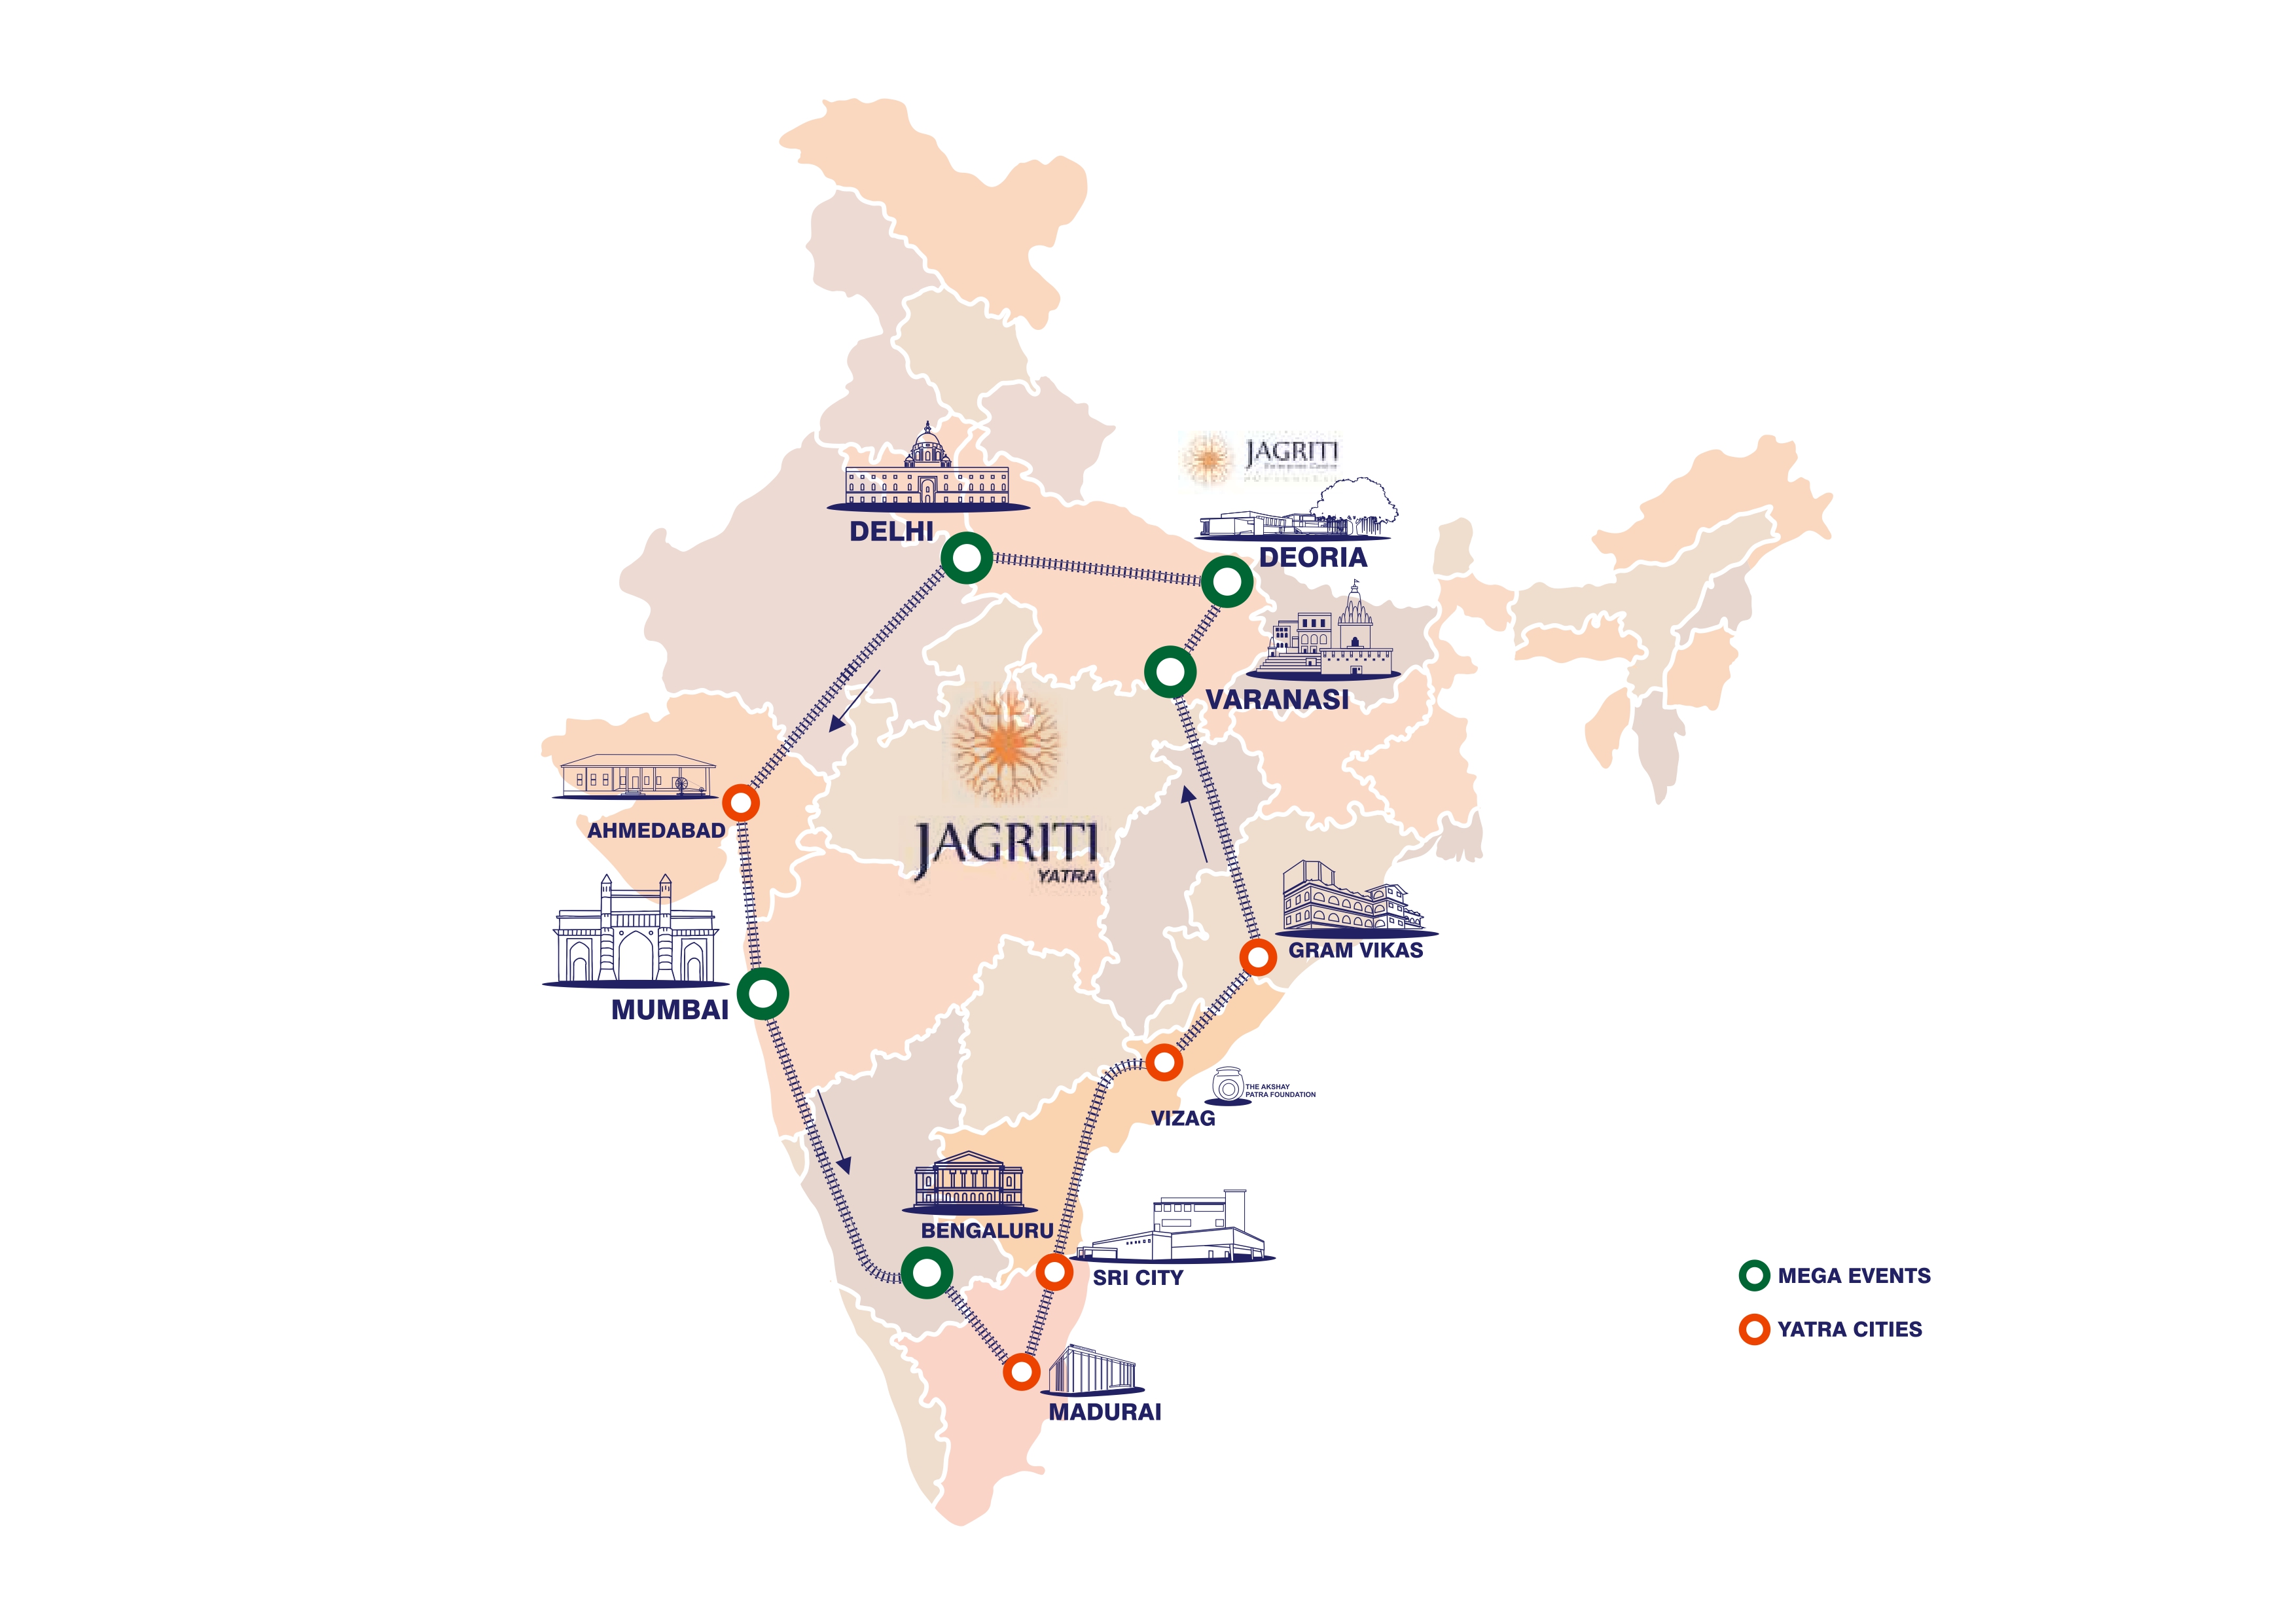 JAGRITI
DELHI
DEORIA
VARANASI
AHMEDABAD
JAGRITI
YATRA
GRAM VIKAS
MUMBAI
THE AKSHAY
PATRA FOUNDATION
VIZAG
BENGALURU
SRI CITY
MEGA EVENTS
YATRA CITIES
MADURAI